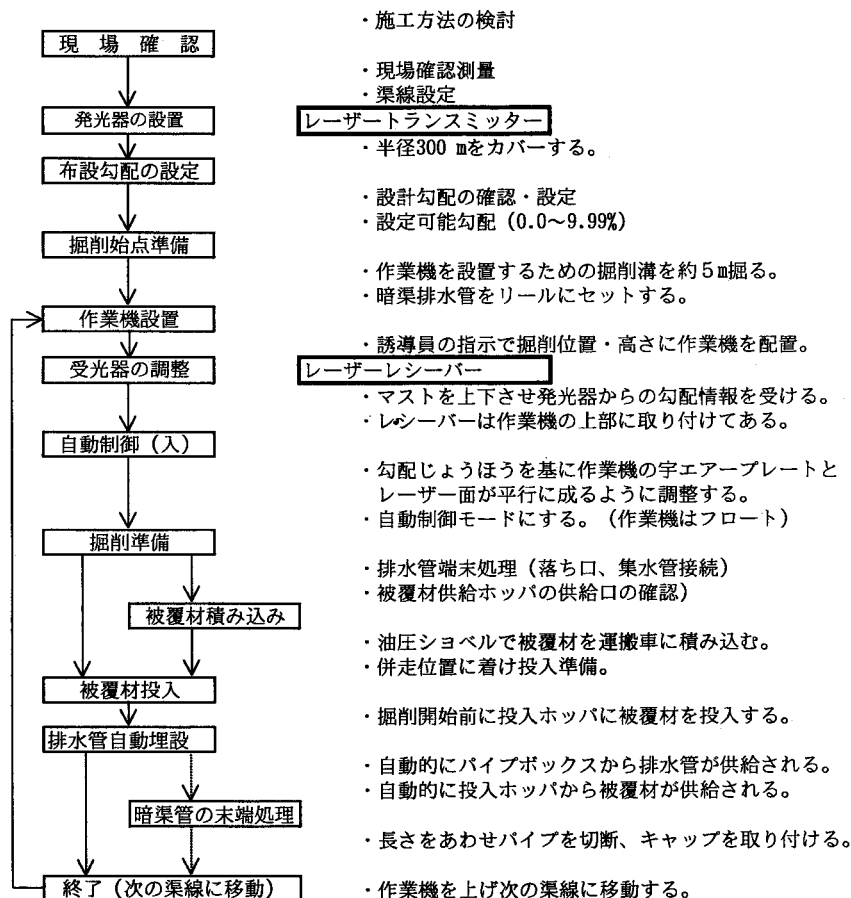 ・施工方法の検討
現場確認
・現場確認測量
・渠線設定
発光器の設置
レーザートランスミッター
・半径300 mをカバーする。
布設勾配の設定
・設計勾配の確認・設定
・設定可能勾配(0.0~9.99%)
掘削始点準備
・作業機を設置するための掘削溝を約5m掘る。
・暗渠排水管をリールにセットする。
作業機設置
・誘導員の指示で掘削位置・高さに作業機を配置。
受光器の調整
レーザーレシーバー
・マストを上下させ発光器からの勾配情報を受ける。
・レシーバーは作業機の上部に取り付けてある。
自動制御(入)
・勾配じょうほうを基に作業機の宇エアープレートと
レーザー面が平行に成るように調整する。
・自動制御モードにする。(作業機はフロート)
掘削準備
・排水管端末処理(落ち口、集水管接続)
・被覆材供給ホッパの供給口の確認)
被覆材積み込み
・油圧ショベルで被覆材を運搬車に積み込む。
・併走位置に着け投入準備。
被覆材投入
・掘削開始前に投入ホッパに被覆材を投入する。
排水管自動埋設
・自動的にパイプボックスから排水管が供給される。
・自動的に投入ホッパから被覆材が供給される。
暗渠管の末端処理
・長さをあわせパイプを切断、キャップを取り付ける。
終了(次の渠線に移動)
・作業機を上げ次の渠線に移動する。